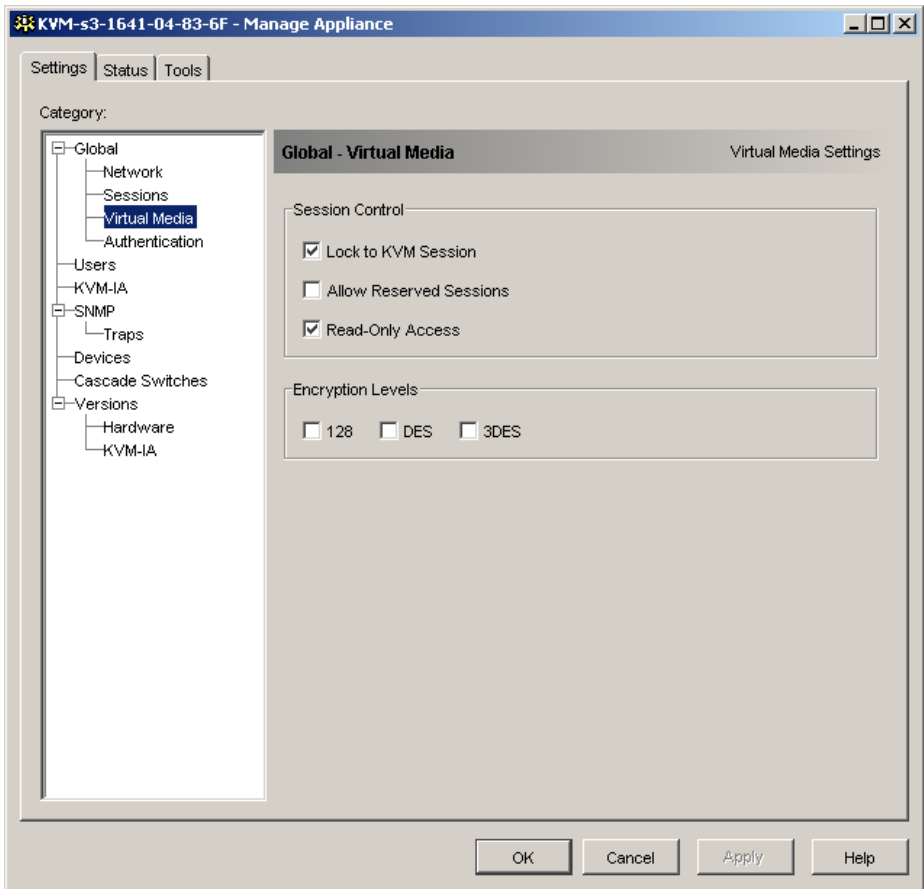 KVM-s3-1641-04-83-6F - Manage Appliance
Settings Status Tools
Category:
Global
Network
Sessions
Virtual Media
Authentication
Users
KVM-IA
SNMP
Traps
Devices
Cascade Switches
Versions
Hardware
KVM-IA
Global - Virtual Media Virtual Media Settings
Session Control
Lock to KVM Session
Allow Reserved Sessions
Read-Only Access
Encryption Levels
128 DES 3DES
OK Cancel Apply Help